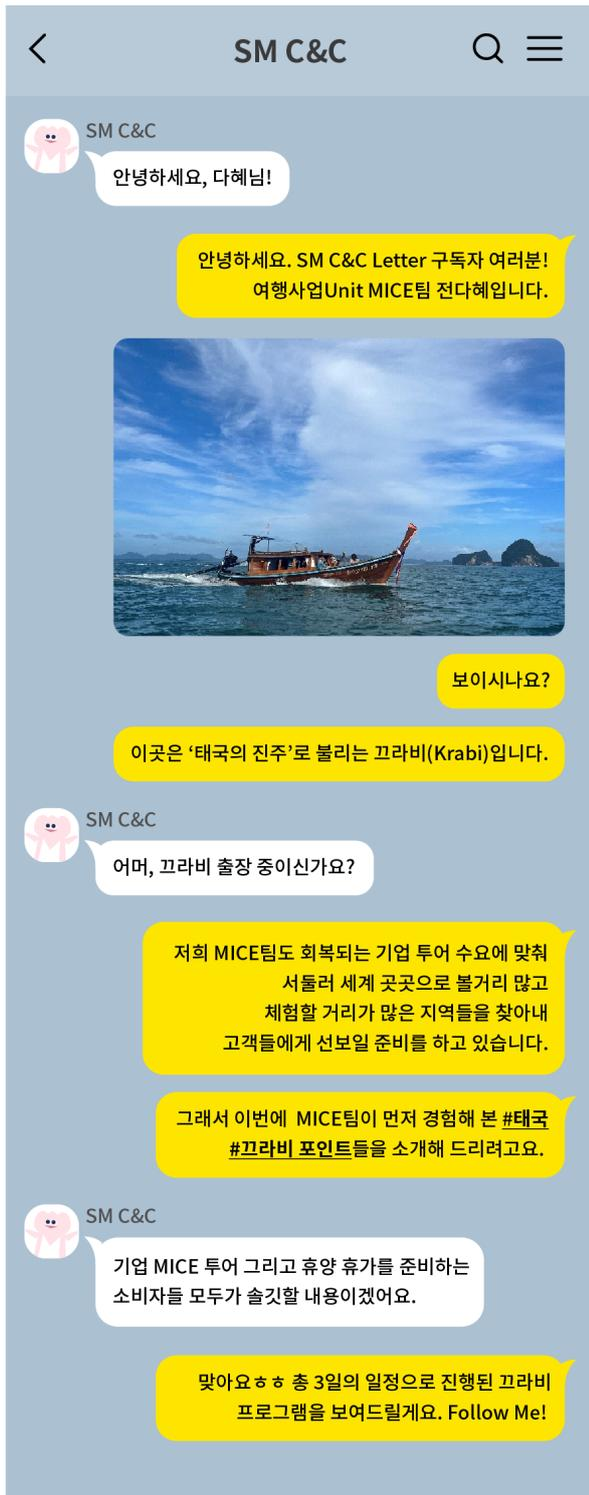 SM C&C
SM C&C
안녕하세요, 다혜님!
안녕하세요. SM C&C Letter 구독자 여러분!
여행사업Unit MICE팀 전다혜입니다.
보이시나요?
이곳은 ‘태국의 진주’로 불리는 끄라비(Krabi)입니다.
SM C&C
어머, 끄라비 출장 중이신가요?
저희 MICE팀도 회복되는 기업 투어 수요에 맞춰
서둘러 세계 곳곳으로 볼거리 많고
체험할 거리가 많은 지역들을 찾아내
고객들에게 선보일 준비를 하고 있습니다.
그래서 이번에 MICE팀이 먼저 경험해 본 #태국
#끄라비 포인트들을 소개해 드리려고요.
SM C&C
기업 MICE 투어 그리고 휴양 휴가를 준비하는
소비자들 모두가 솔깃할 내용이겠어요.
맞아요ㅎㅎ 총 3일의 일정으로 진행된 끄라비
프로그램을 보여드릴게요. Follow Me!